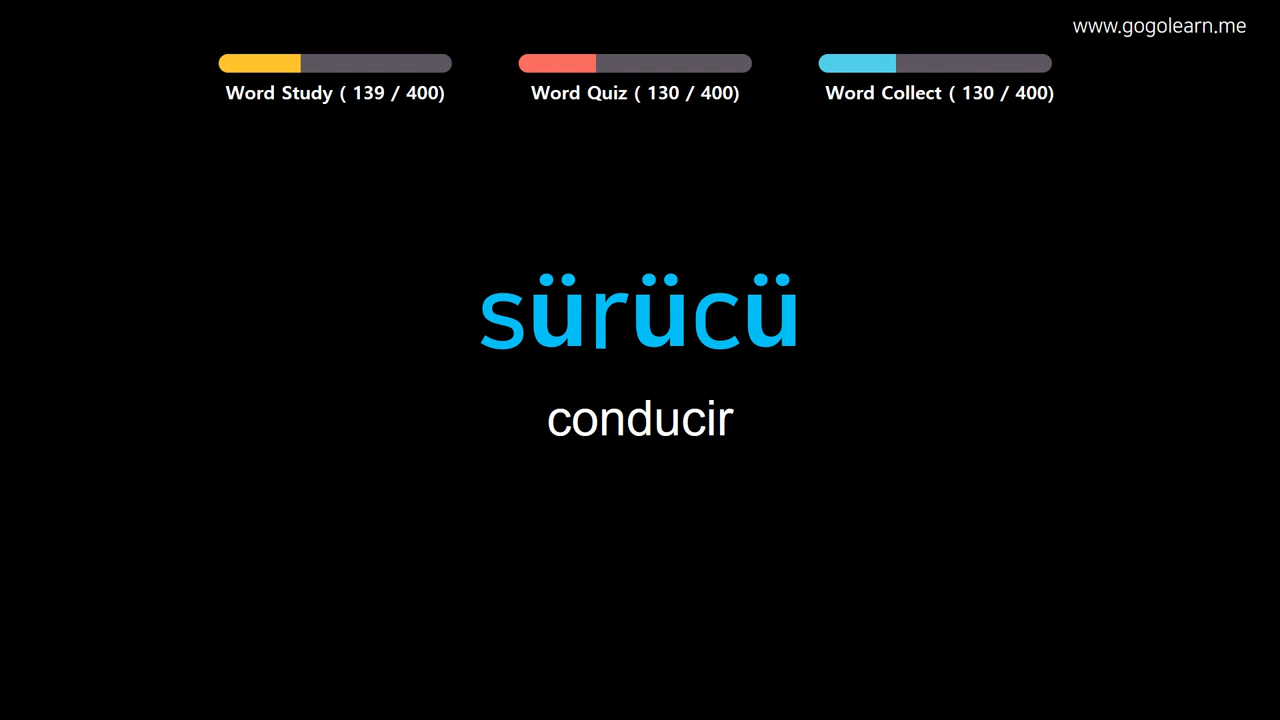 www.gogolearn.me
Word Study ( 139 / 400)
Word Quiz ( 130 / 400)
Word Collect ( 130 / 400)
sürücü
conducir